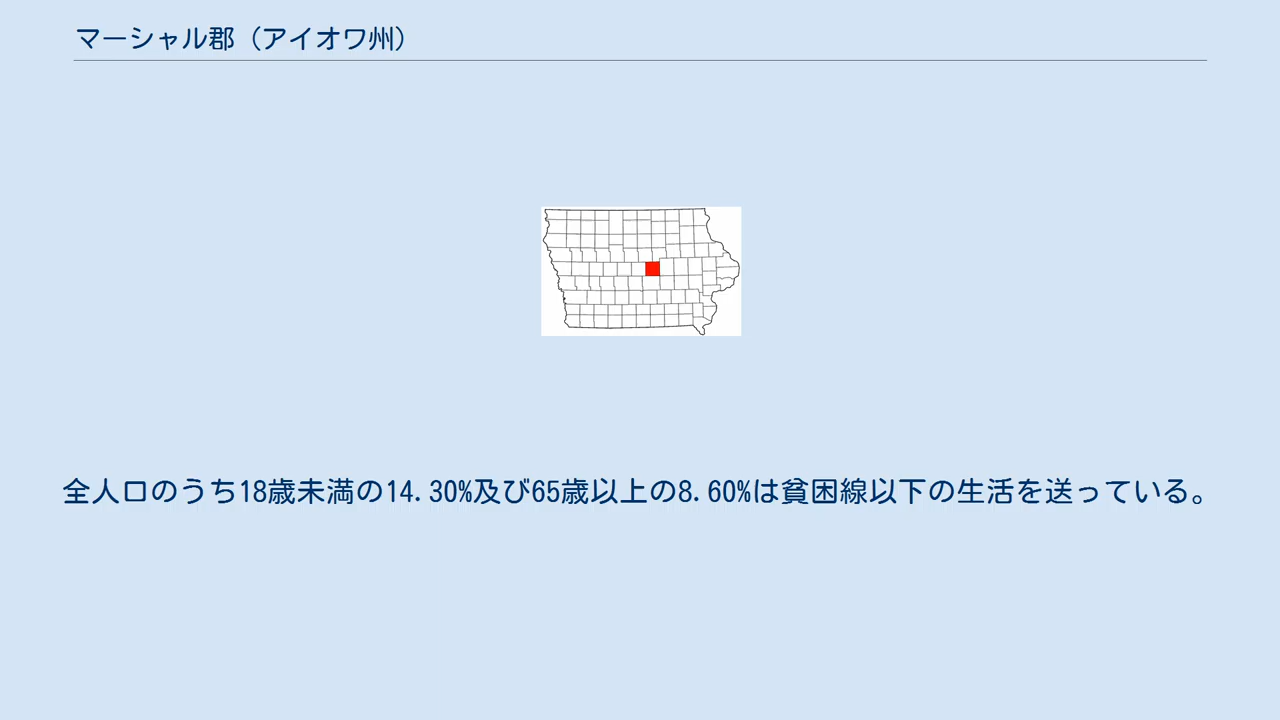 マーシャル郡（アイオワ州）
全人口のうち18歳未満の14.30%及び65歳以上の8.60%は貧困線以下の生活を送っている。